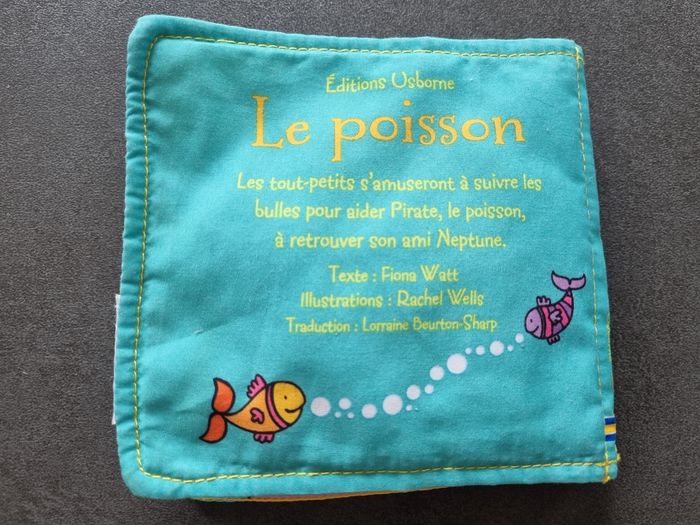 Éditions Usborne
Le poisson
Les tout-petits s'amuseront à suivre les
bulles pour aider Pirate, le poisson,
à retrouver son ami Neptune.
Texte : Fiona Watt
Illustrations : Rachel Wells
Traduction : Lorraine Beurton-Sharp